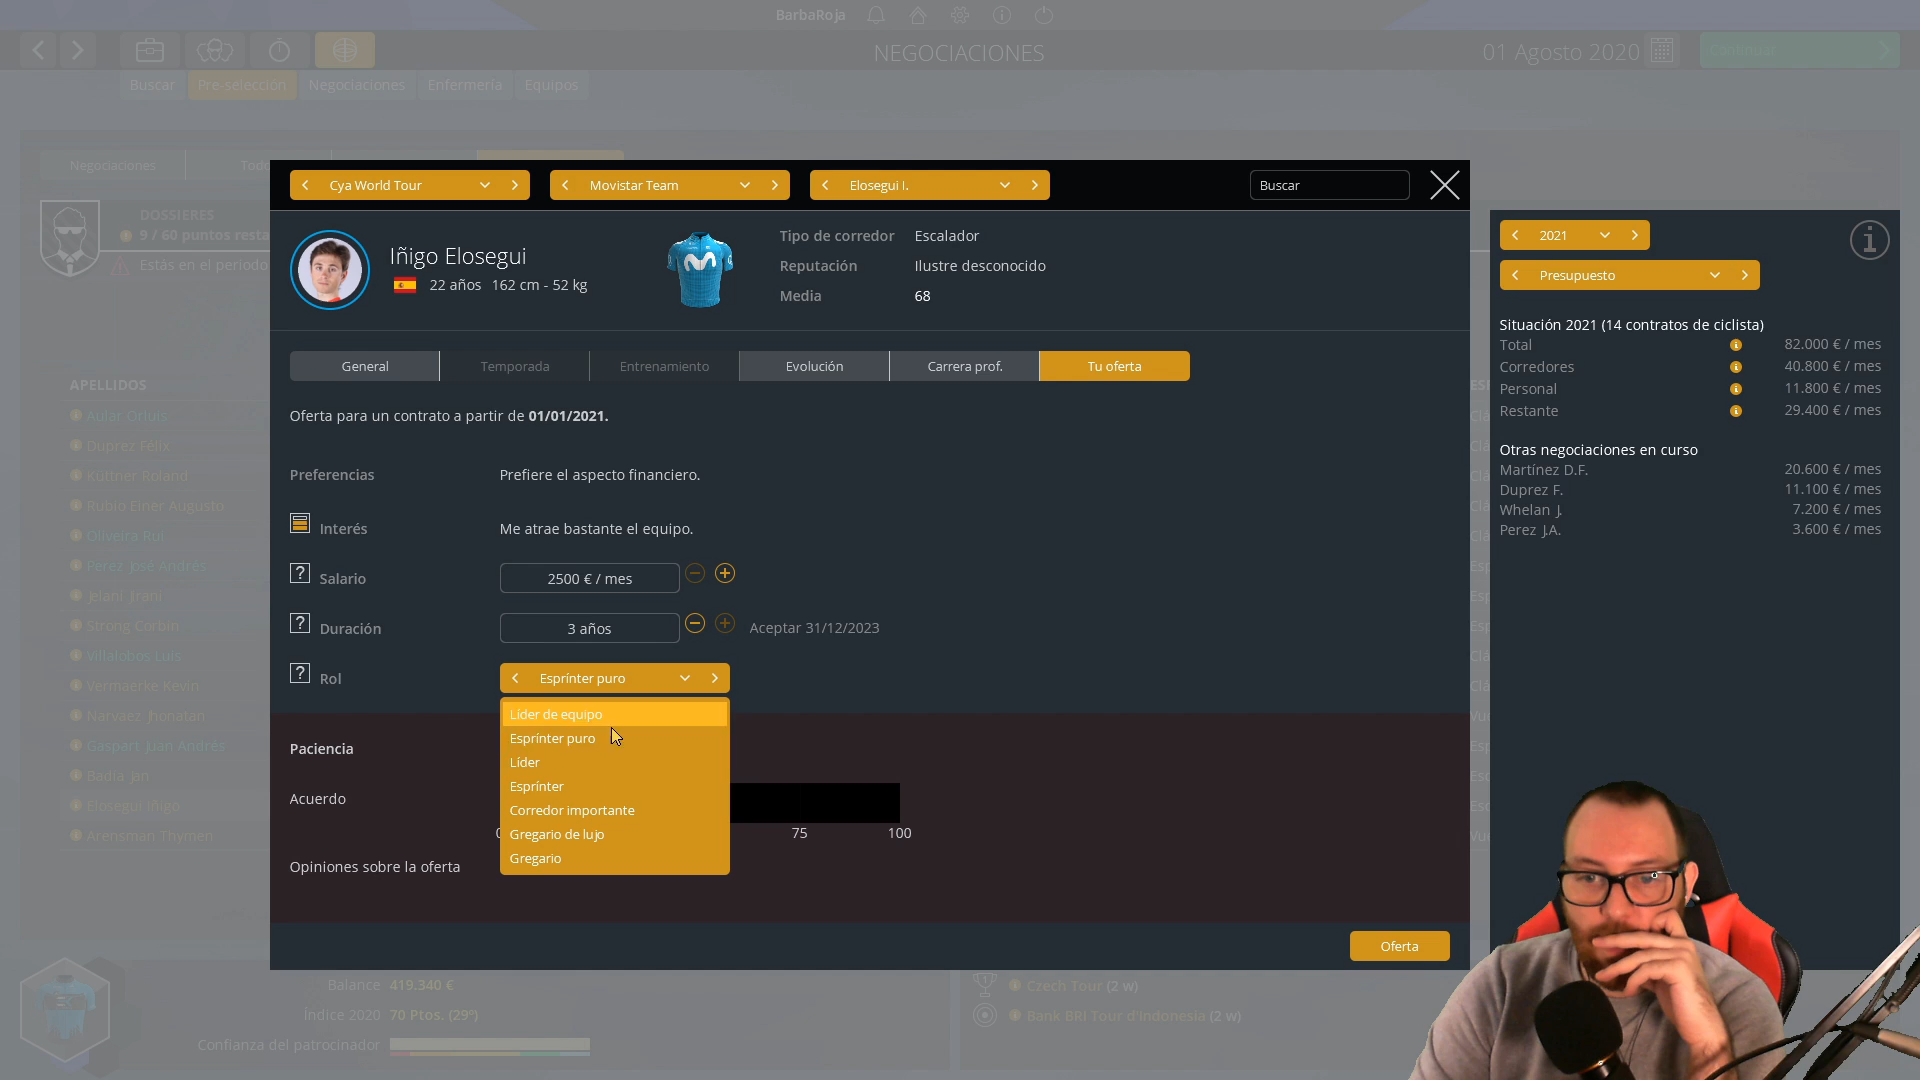 BarbaRoja
NEGOCIACIONES
01 Agosto 2020
Continuar
Buscar
Pre-selección
Negociaciones
Enfermería
Equipos
Negociaciones
Cya World Tour
Movistar Team
Elosegui I.
Buscar
DOSSIERES
9 / 60 puntos resta
Estás en el periodo
Iñigo Elosegui
22 años 162 cm - 52 kg
Tipo de corredor Escalador
Reputación Ilustre desconocido
Media 68
2021
Presupuesto
General
Temporada
Entrenamiento
Evolución
Carrera prof.
Tu oferta
Oferta para un contrato a partir de 01/01/2021.
Preferencias Prefiere el aspecto financiero.
Interés Me atrae bastante el equipo.
Salario 2500 € / mes
Duración 3 años Aceptar 31/12/2023
Rol Esprínter puro
Líder de equipo
Esprínter puro
Líder
Esprínter
Corredor importante
Gregario de lujo
Gregario
Paciencia
Acuerdo
75 100
Opiniones sobre la oferta
Oferta
Situación 2021 (14 contratos de ciclista)
Total 82.000 € / mes
Corredores 40.800 € / mes
Personal 11.800 € / mes
Restante 29.400 € / mes
Otras negociaciones en curso
Martínez D.F. 20.600 € / mes
Duprez F. 11.100 € / mes
Whelan J. 7.200 € / mes
Perez J.A. 3.600 € / mes
APELLIDOS
Aular Orluis
Duprez Félix
Küttner Roland
Rubio Einer Augusto
Oliveira Rui
Perez José Andrés
Jelani Iranl
Strong Corbin
Villalobos Luis
Vermaerke Kevin
Narvaez Jhonatan
Gaspart Juan Andrés
Badia Jan
Elosegui Iñigo
Arensman Thymen
Balance 419.340 €
Índice 2020 70 Ptos. (29º)
Confianza del patrocinador
Czech Tour (2 w)
Bank BRI Tour d'Indonesia (2 w)